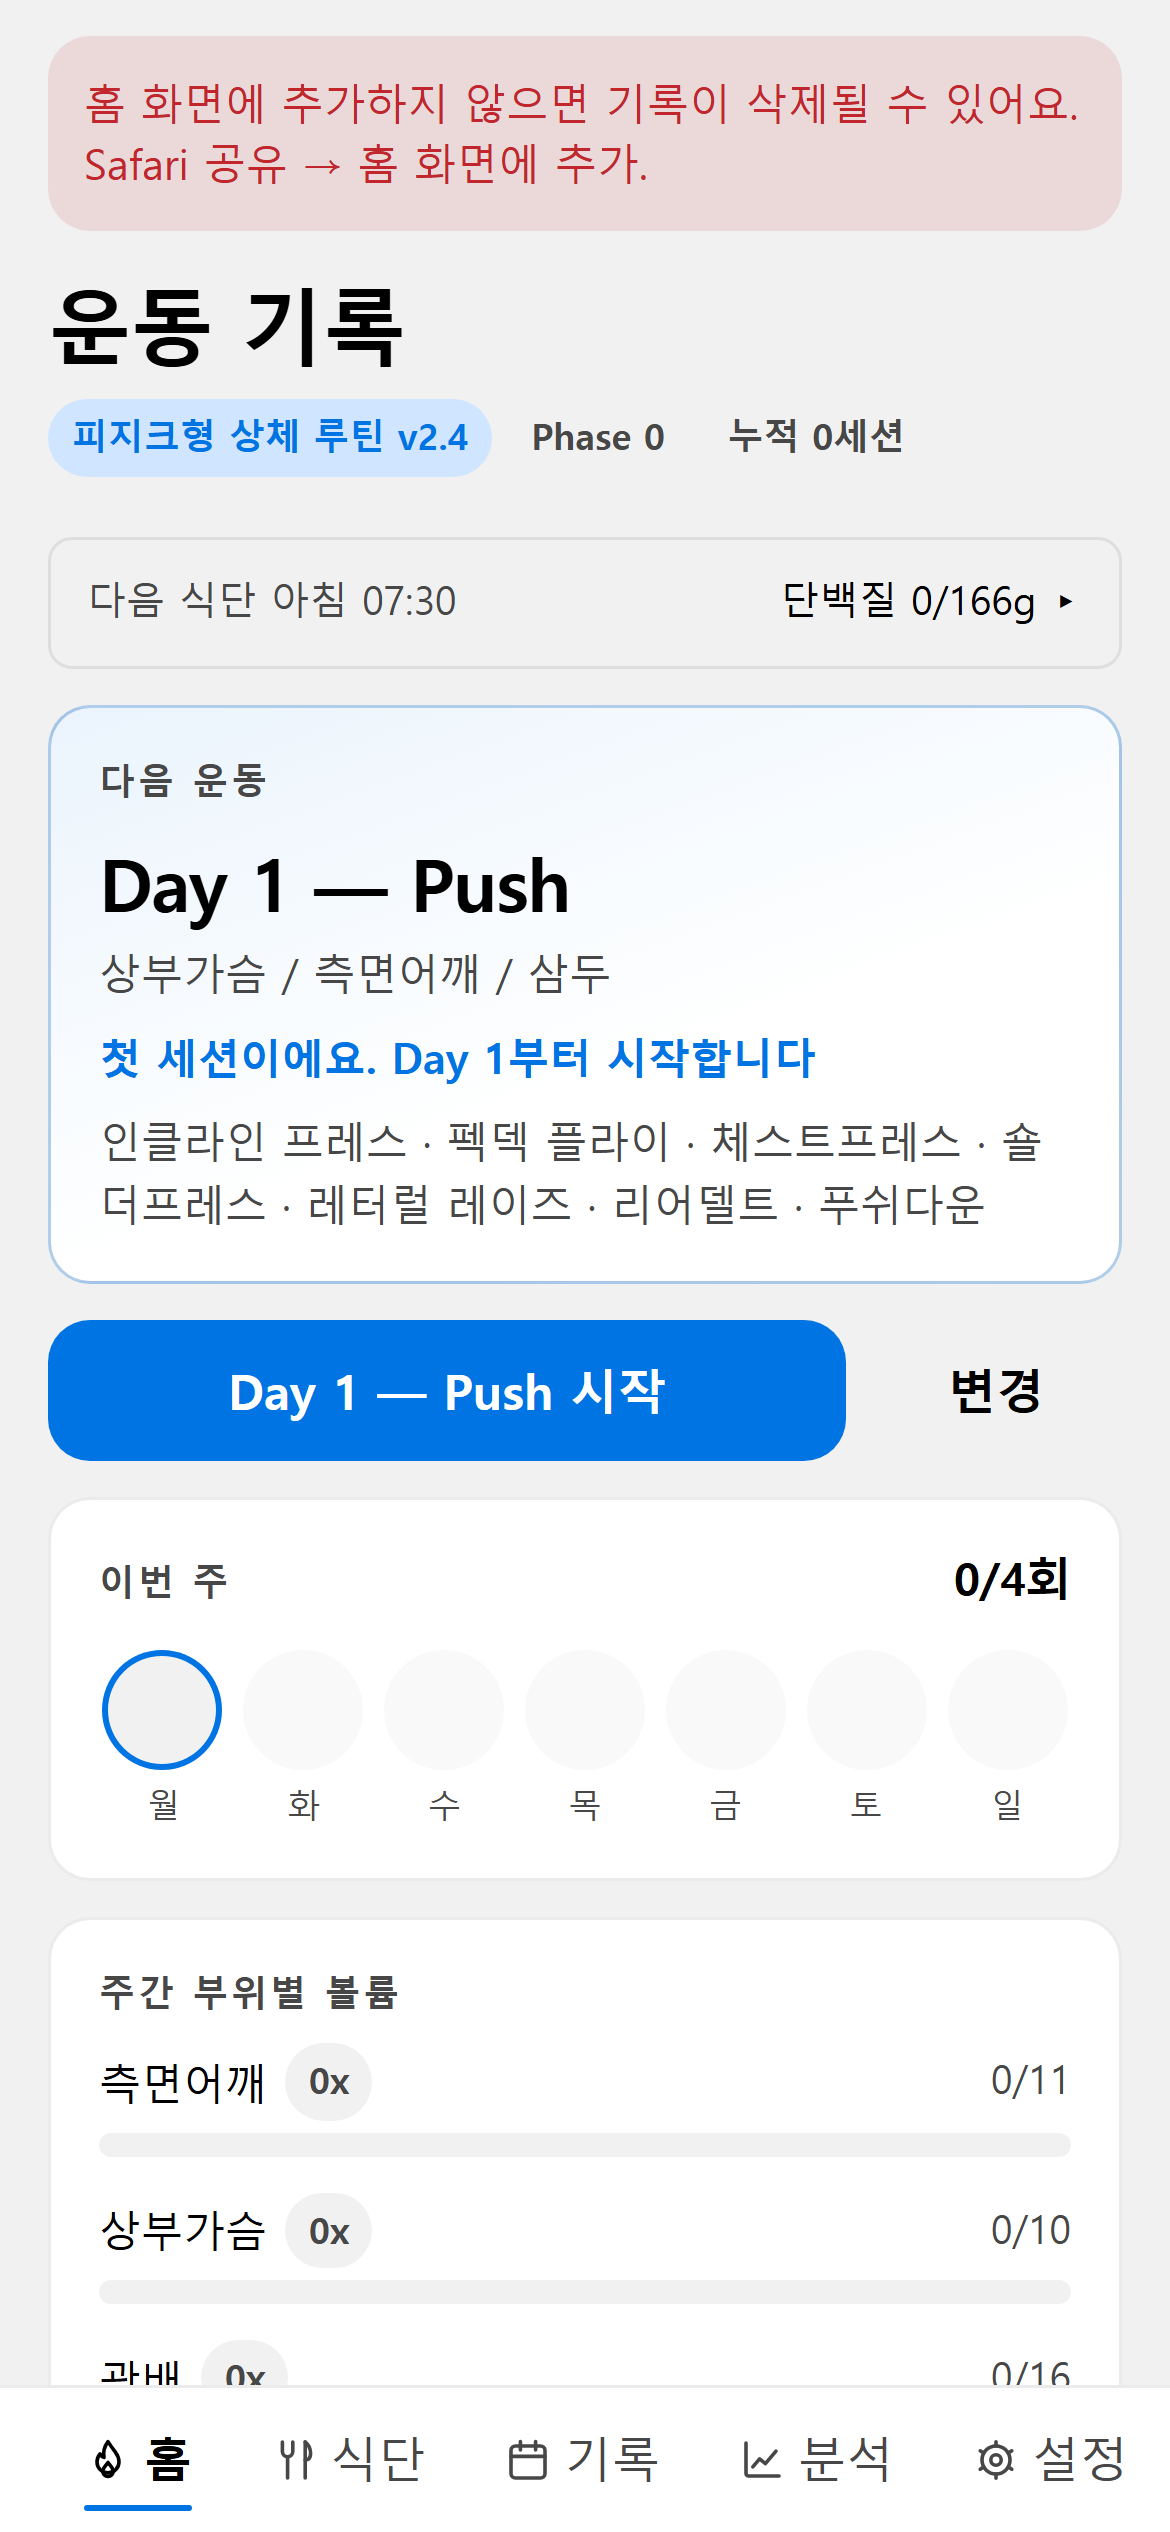 홈 화면에 추가하지 않으면 기록이 삭제될 수 있어요.
Safari 공유 → 홈 화면에 추가.
운동 기록
피지크형 상체 루틴 v2.4 Phase 0 누적 0세션
다음 식단 아침 07:30 단백질 0/166g ▸
다음 운동
Day 1 — Push
상부가슴 / 측면어깨 / 삼두
첫 세션이에요. Day 1부터 시작합니다
인클라인 프레스 · 펙덱 플라이 · 체스트프레스 · 숄
더프레스 · 레터럴 레이즈 · 리어델트 · 푸쉬다운
Day 1 — Push 시작 변경
이번 주 0/4회
월 화 수 목 금 토 일
주간 부위별 볼륨
측면어깨 0x 0/11
상부가슴 0x 0/10
광배 0x 0/16
홈 식단 기록 분석 설정